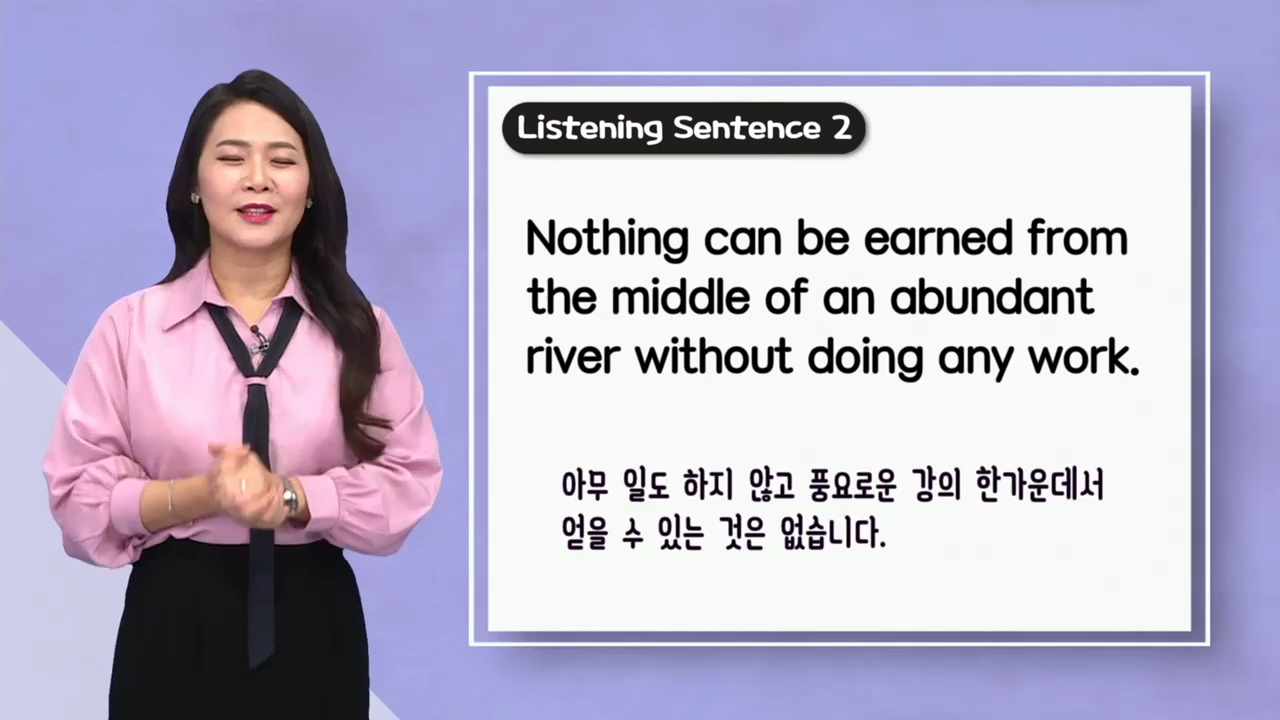 Listening Sentence 2
Nothing can be earned from
the middle of an abundant
river without doing any work.
아무 일도 하지 않고 풍요로운 강의 한가운데서
얻을 수 있는 것은 없습니다.